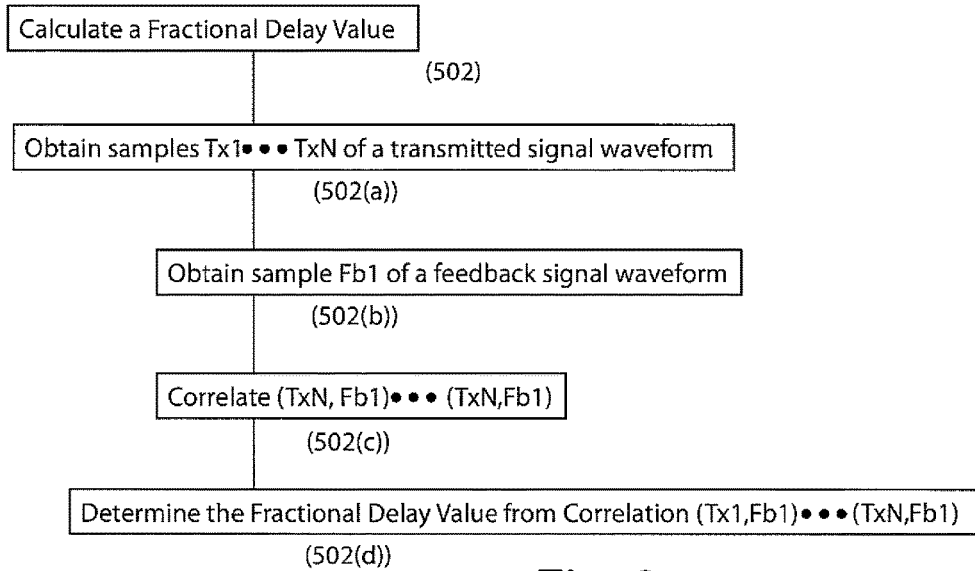 Calculate a Fractional Delay Value
(502)
Obtain samples Tx1●●● TxN of a transmitted signal waveform
(502(a))
Obtain sample Fb1 of a feedback signal waveform
(502(b))
Correlate (TxN, Fb1)●●● (TxN,Fb1)
(502(c))
Determine the Fractional Delay Value from Correlation (Tx1,Fb1)●●●(TxN,Fb1)
(502(d))